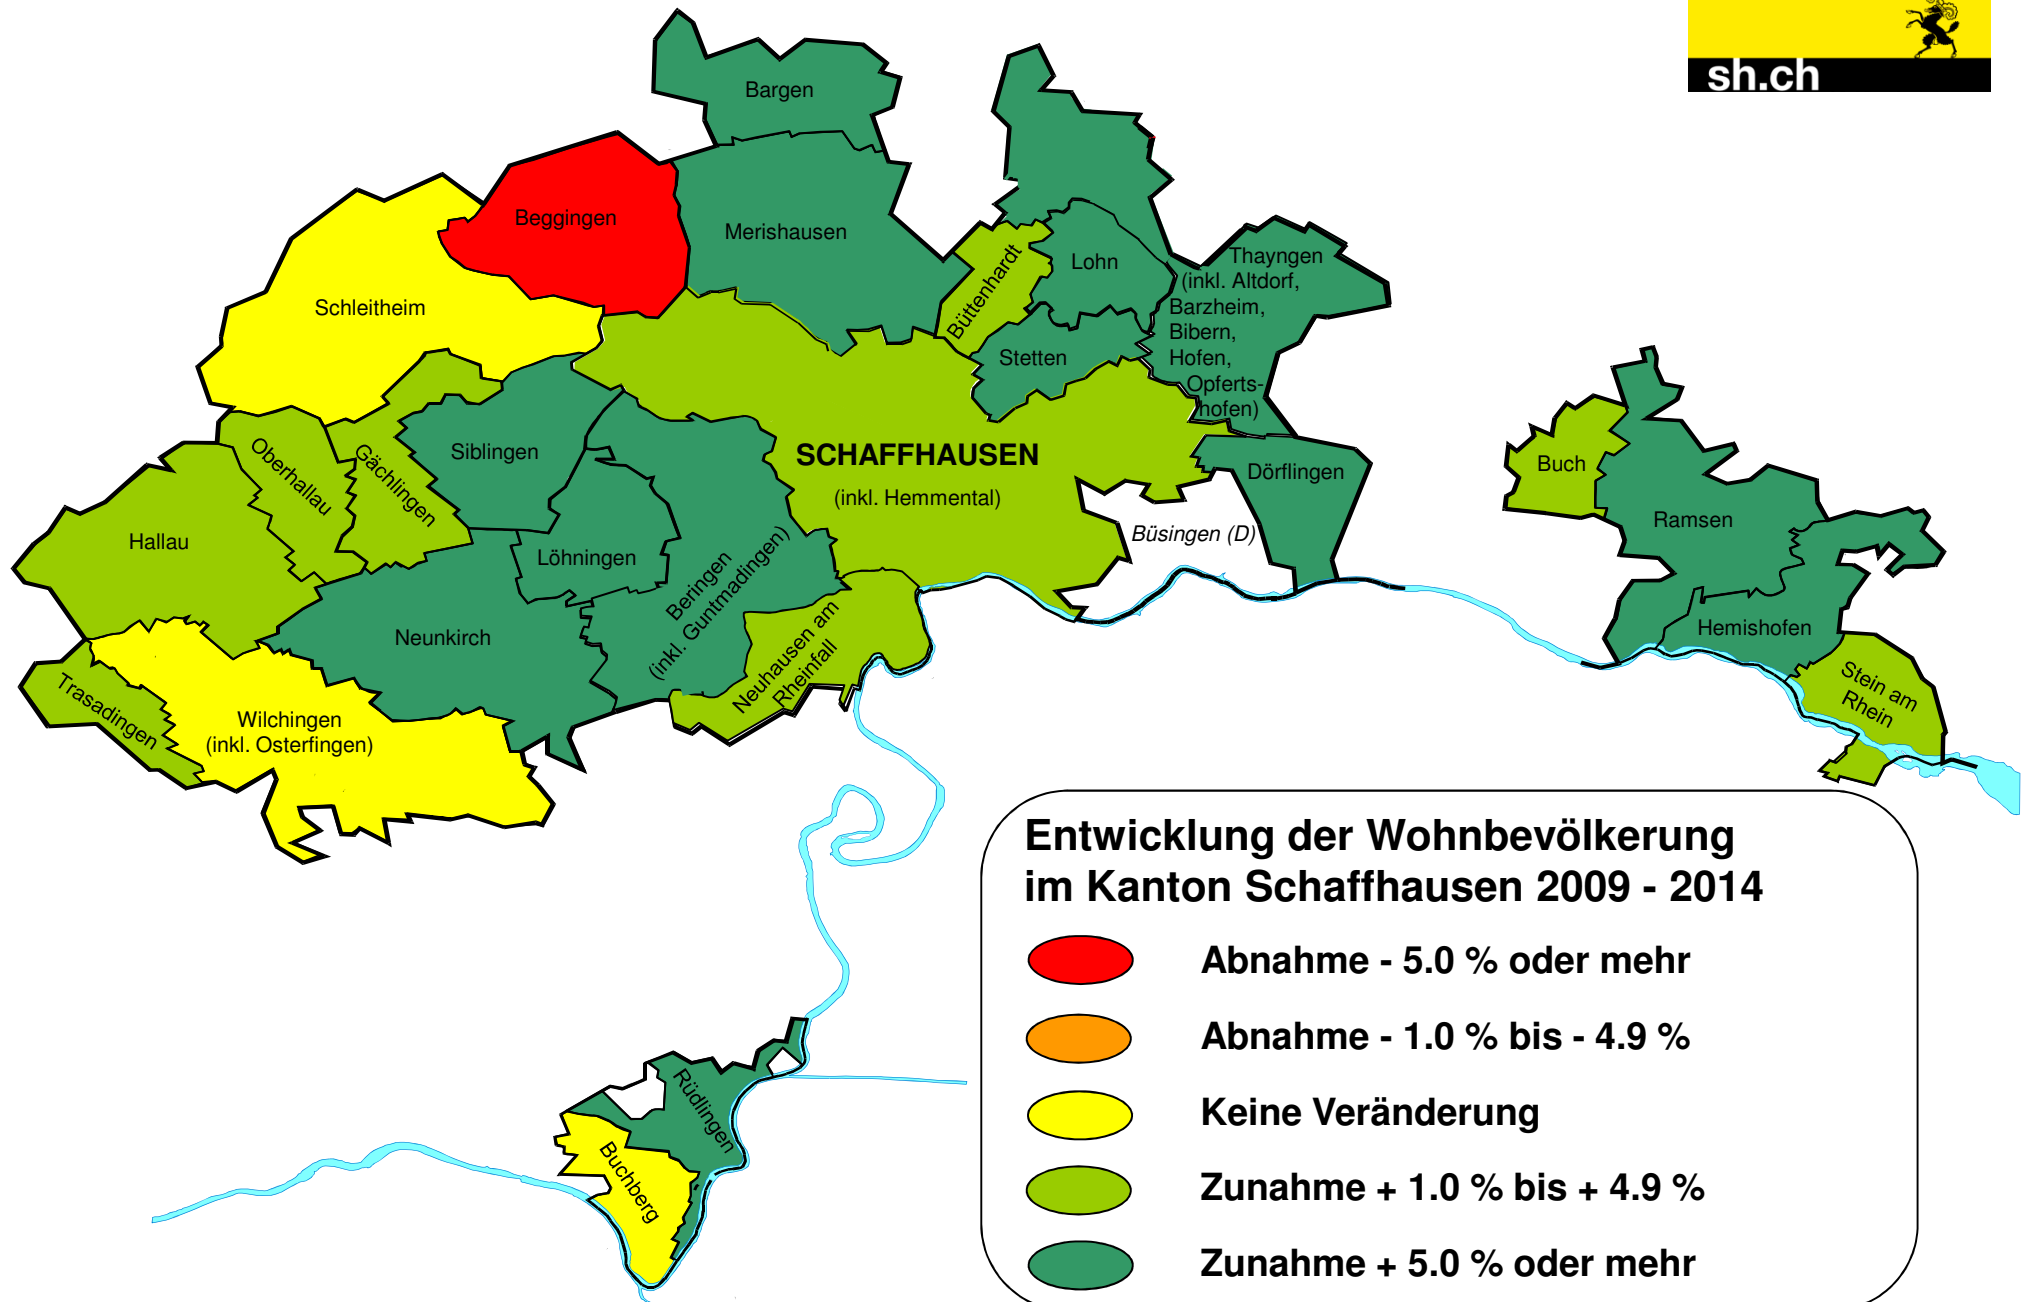 sh.ch
Bargen
Beggingen
Merishausen
Schleitheim
Büttenhardt
Lohn
Thayngen
(inkl. Altdorf,
Barzheim,
Bibern,
Hofen,
Opferts-
hofen)
Stetten
Siblingen
Gächlingen
Oberhallau
Hallau
SCHAFFHAUSEN
(inkl. Hemmental)
Dörflingen
Büsingen (D)
Buch
Ramsen
Hemishofen
Stein am
Rhein
Löhningen
Beringen
(inkl. Guntmadingen)
Neunkirch
Neuhausen am
Rheinfall
Trasadingen
Wilchingen
(inkl. Osterfingen)
Rüdlingen
Buchberg
Entwicklung der Wohnbevölkerung
im Kanton Schaffhausen 2009 - 2014
Abnahme - 5.0 % oder mehr
Abnahme - 1.0 % bis - 4.9 %
Keine Veränderung
Zunahme + 1.0 % bis + 4.9 %
Zunahme + 5.0 % oder mehr